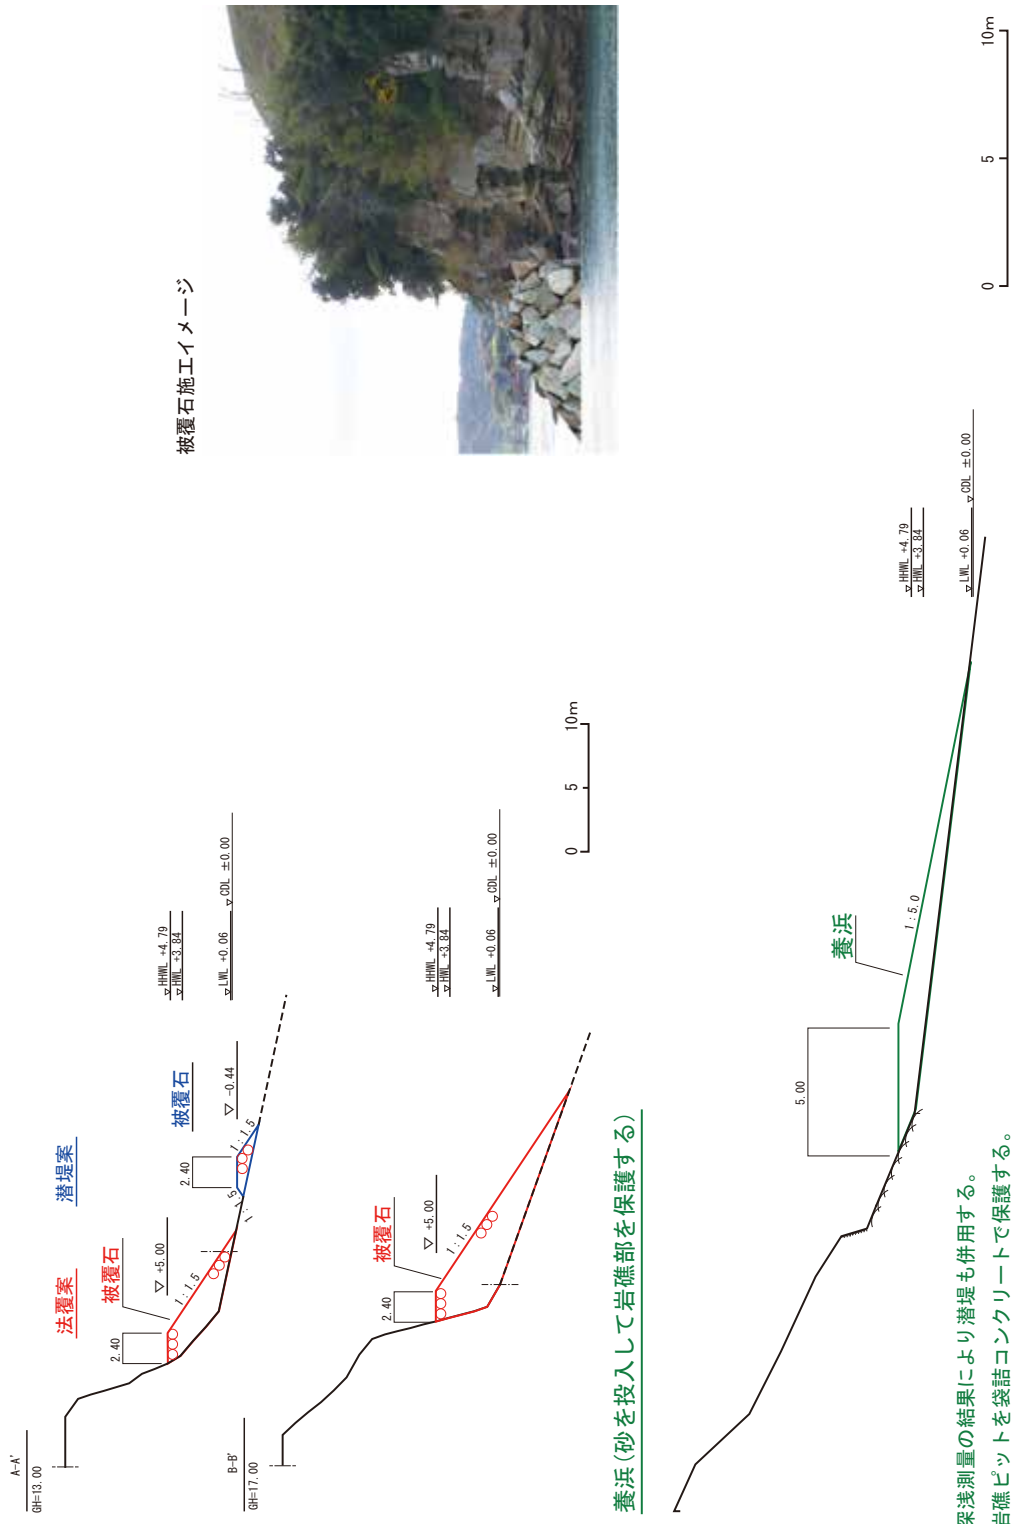 A-A'
GH=13.00
法覆案
潜堤案
被覆石
2.40
▽ +5.00
1:1.5
被覆石
2.40
▽ -0.44
1:1.5
1:1.5
▽HHWL +4.79
▽HWL +3.84
▽LWL +0.06
▽CDL ±0.00
被覆石施工イメージ
B-B'
GH=17.00
被覆石
2.40
▽ +5.00
1:1.5
▽HHWL +4.79
▽HWL +3.84
▽LWL +0.06
▽CDL ±0.00
0 5 10m
養浜(砂を投入して岩礁部を保護する)
5.00
養浜
1:5.0
▽HHWL +4.79
▽HWL +3.84
▽LWL +0.06
▽CDL ±0.00
深浅測量の結果により潜堤も併用する。
岩礁ピットを袋詰コンクリートで保護する。
0 5 10m